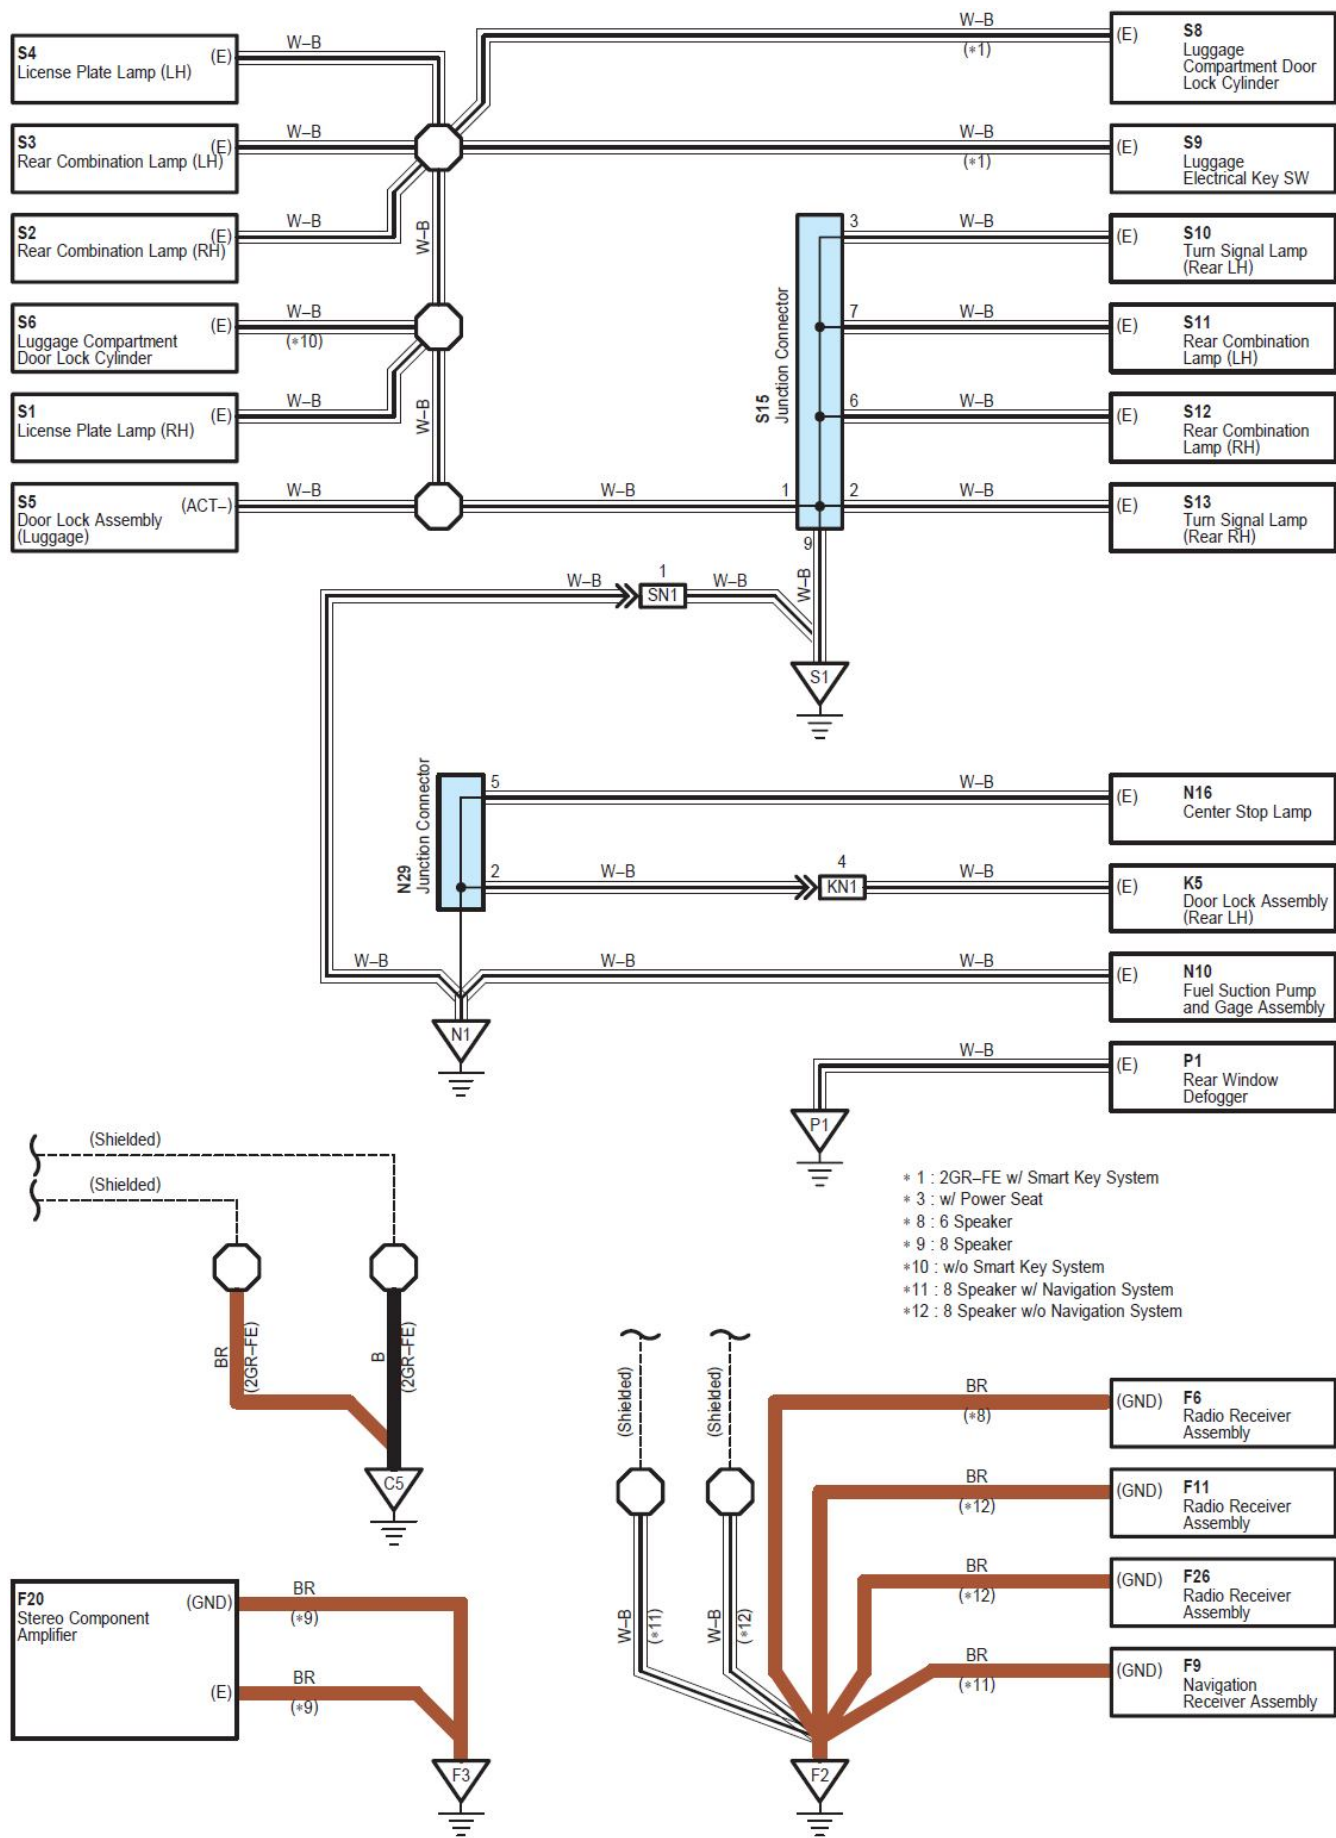 W–B
(∗1)
(E)
S8
Luggage
Compartment Door
Lock Cylinder
S4
License Plate Lamp (LH)
(E)
W–B
S3
Rear Combination Lamp (LH)
(E)
W–B
W–B
(∗1)
(E)
S9
Luggage
Electrical Key SW
S2
Rear Combination Lamp (RH)
(E)
W–B
W–B
S15
Junction Connector
3
W–B
(E)
S10
Turn Signal Lamp
(Rear LH)
S6
Luggage Compartment
Door Lock Cylinder
(E)
W–B
(∗10)
7
W–B
(E)
S11
Rear Combination
Lamp (LH)
S1
License Plate Lamp (RH)
(E)
W–B
W–B
6
W–B
(E)
S12
Rear Combination
Lamp (RH)
S5
Door Lock Assembly
(Luggage)
(ACT–)
W–B
W–B
1
2
W–B
(E)
S13
Turn Signal Lamp
(Rear RH)
9
W–B
W–B
1
SN1
W–B
S1
N29
Junction Connector
5
W–B
(E)
N16
Center Stop Lamp
2
W–B
4
KN1
W–B
(E)
K5
Door Lock Assembly
(Rear LH)
W–B
W–B
W–B
(E)
N10
Fuel Suction Pump
and Gage Assembly
N1
W–B
(E)
P1
Rear Window
Defogger
P1
(Shielded)
(Shielded)
∗ 1 : 2GR–FE w/ Smart Key System
∗ 3 : w/ Power Seat
∗ 8 : 6 Speaker
∗ 9 : 8 Speaker
∗10 : w/o Smart Key System
∗11 : 8 Speaker w/ Navigation System
∗12 : 8 Speaker w/o Navigation System
BR
(2GR–FE)
B
(2GR–FE)
C5
(Shielded)
(Shielded)
BR
(∗8)
(GND)
F6
Radio Receiver
Assembly
BR
(∗12)
(GND)
F11
Radio Receiver
Assembly
BR
(∗12)
(GND)
F26
Radio Receiver
Assembly
BR
(∗11)
(GND)
F9
Navigation
Receiver Assembly
W–B
(∗11)
W–B
(∗12)
F2
F20
Stereo Component
Amplifier
(GND)
BR
(∗9)
(E)
BR
(∗9)
F3